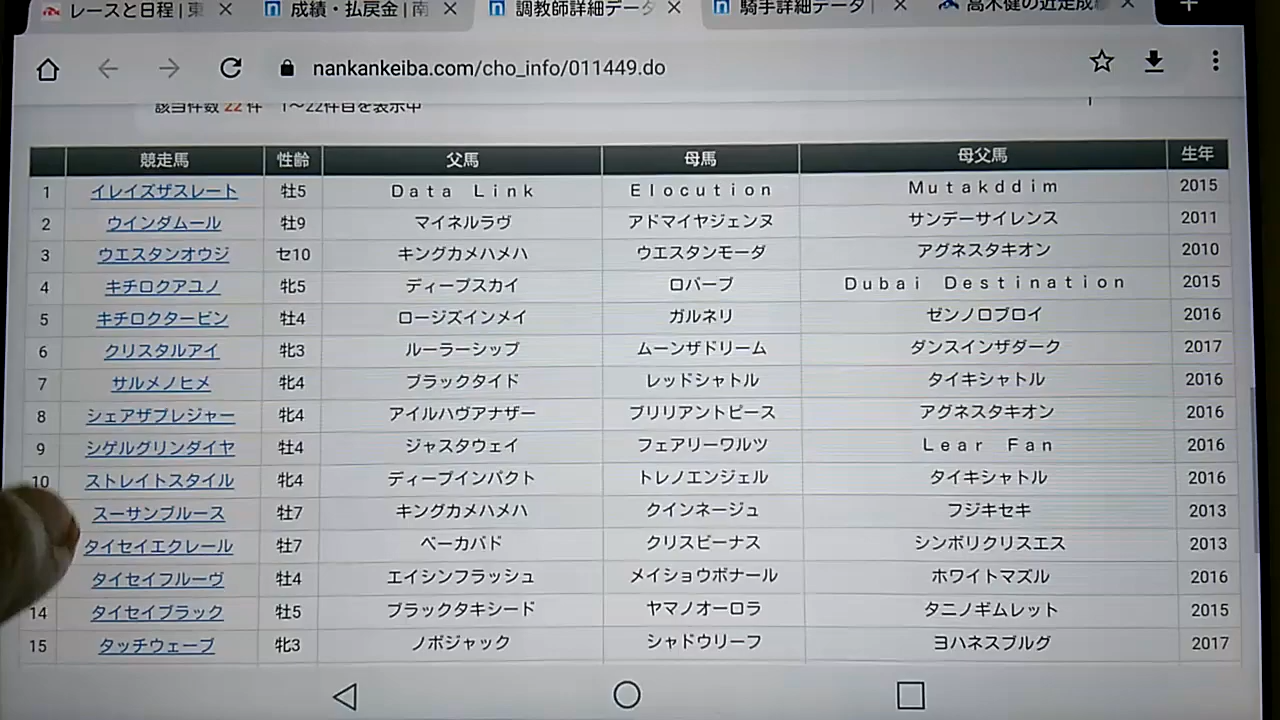 レースと日程 | 東 × 成績・払戻金 | 南 × 調教師詳細データ × 騎手詳細データ | × 高木健の近走成績 × +
nankankeiba.com/cho_info/011449.do
該当件数 22 件 1～22件目を表示中
競走馬 性齢 父馬 母馬 母父馬 生年
1 イレイズザスレート 牡5 Data Link Elocution Mutakddim 2015
2 ウインダムール 牡9 マイネルラヴ アドマイヤジェンヌ サンデーサイレンス 2011
3 ウエスタンオウジ セ10 キングカメハメハ ウエスタンモーダ アグネスタキオン 2010
4 キチロクアユノ 牝5 ディープスカイ ロバーブ Dubai Destination 2015
5 キチロクタービン 牡4 ロージズインメイ ガルネリ ゼンノロブロイ 2016
6 クリスタルアイ 牝3 ルーラーシップ ムーンザドリーム ダンスインザダーク 2017
7 サルメノヒメ 牝4 ブラックタイド レッドシャトル タイキシャトル 2016
8 シェアザプレジャー 牝4 アイルハヴアナザー ブリリアントピース アグネスタキオン 2016
9 シゲルグリンダイヤ 牡4 ジャスタウェイ フェアリーワルツ Lear Fan 2016
10 ストレイトスタイル 牝4 ディープインパクト トレノエンジェル タイキシャトル 2016
スーサンブルース 牡7 キングカメハメハ クインネージュ フジキセキ 2013
タイセイエクレール 牡7 ベーカバド クリスビーナス シンボリクリスエス 2013
タイセイフルーヴ 牡4 エイシンフラッシュ メイショウボナール ホワイトマズル 2016
14 タイセイブラック 牡5 ブラックタキシード ヤマノオーロラ タニノギムレット 2015
15 タッチウェーブ 牝3 ノボジャック シャドウリーフ ヨハネスブルグ 2017